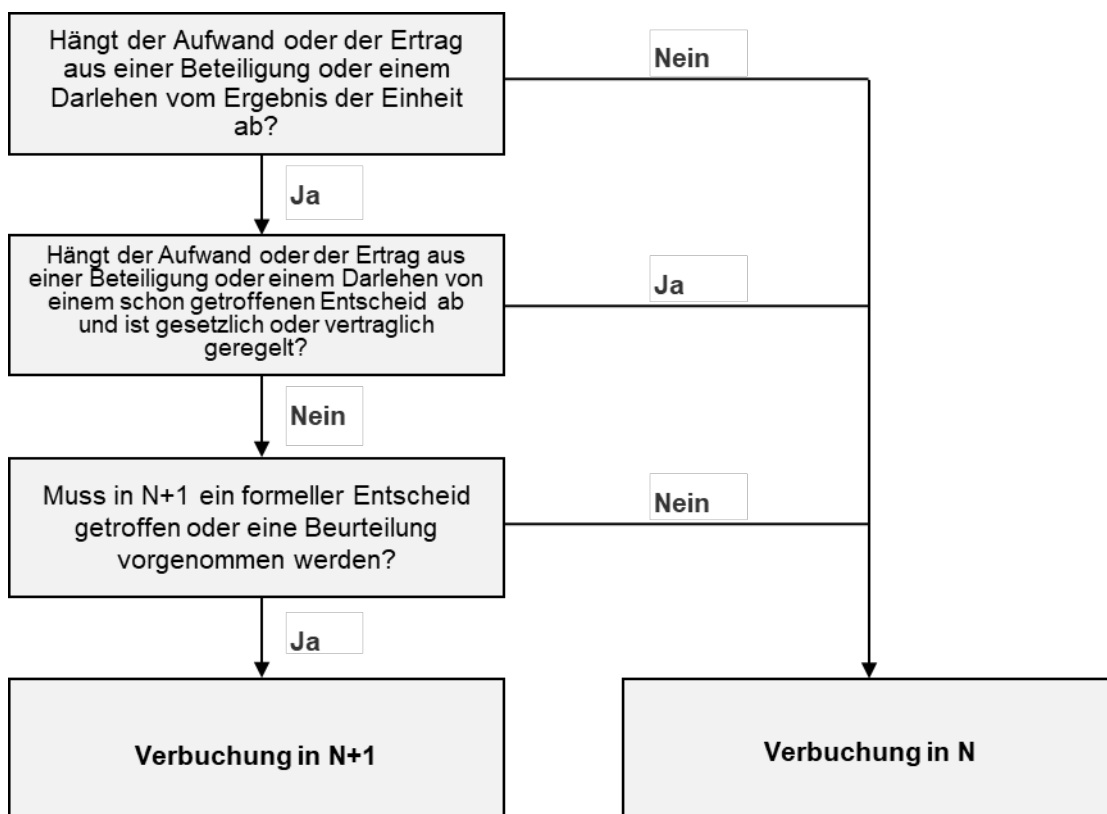 Hängt der Aufwand oder der Ertrag
aus einer Beteiligung oder einem
Darlehen vom Ergebnis der Einheit
ab?
Nein
Ja
Hängt der Aufwand oder der Ertrag aus
einer Beteiligung oder einem Darlehen von
einem schon getroffenen Entscheid ab
und ist gesetzlich oder vertraglich
geregelt?
Ja
Nein
Muss in N+1 ein formeller Entscheid
getroffen oder eine Beurteilung
vorgenommen werden?
Nein
Ja
Verbuchung in N+1
Verbuchung in N